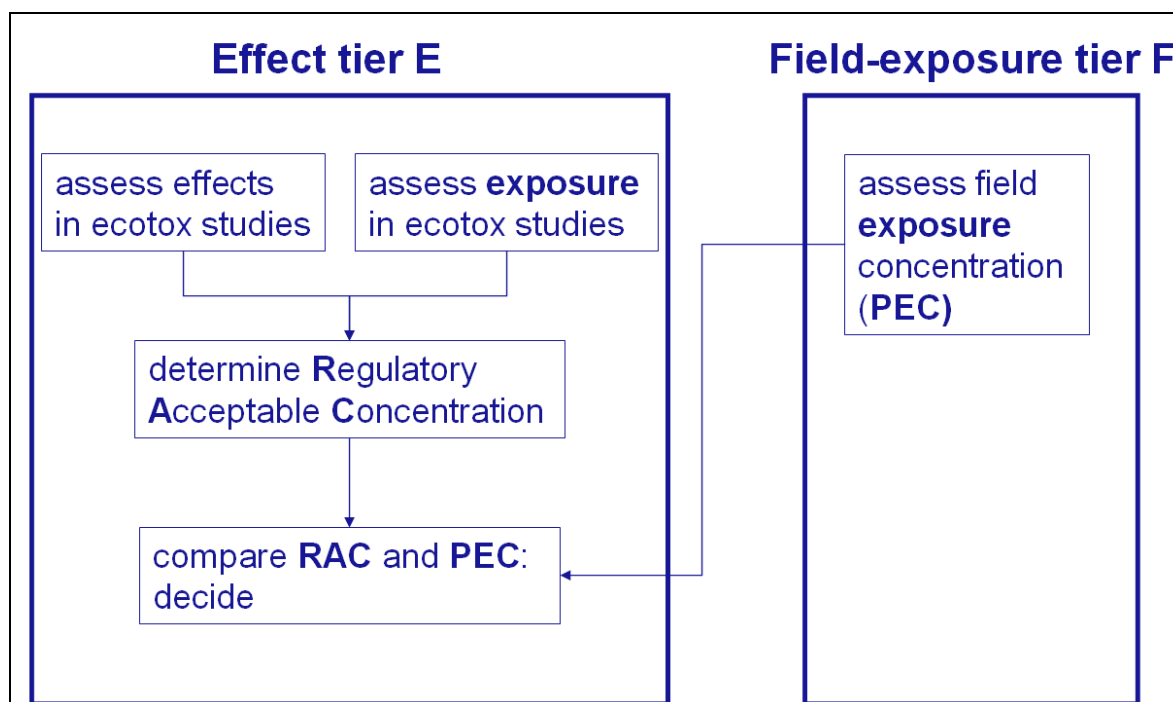 Effect tier E
Field-exposure tier F
assess effects
in ecotox studies
assess exposure
in ecotox studies
assess field
exposure
concentration
(PEC)
determine Regulatory
Acceptable Concentration
compare RAC and PEC:
decide